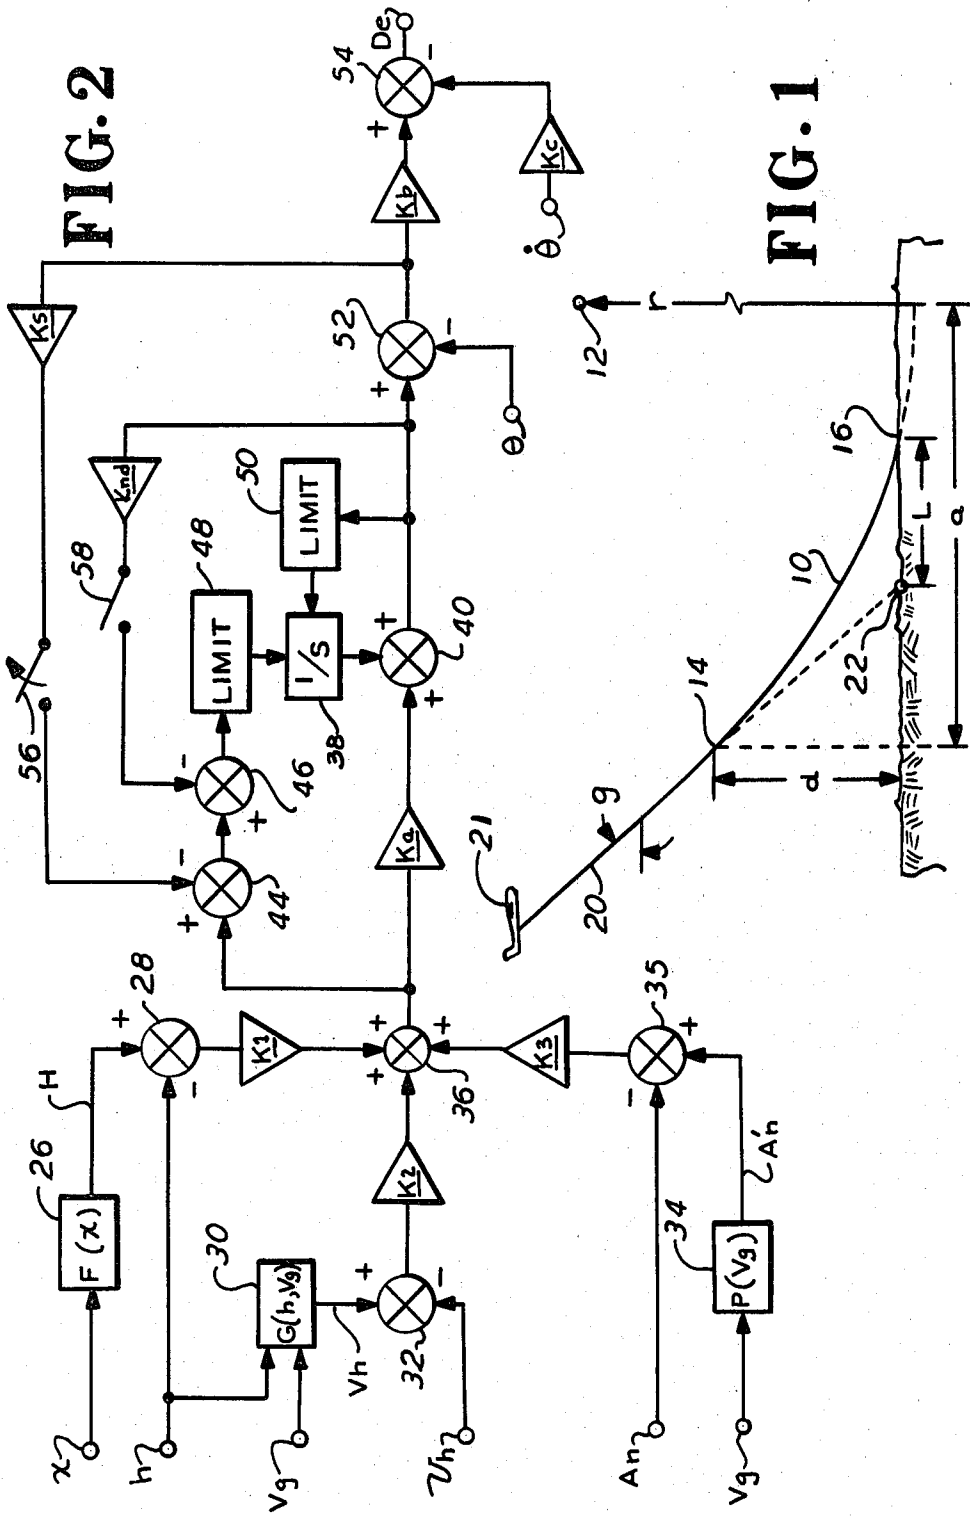 FIG. 2
x
F(x)
26
H
+
28
-
h
K1
30
G(h,Vg)
Vg
Vh
+
32
-
Vh
K2
+
+
+
36
K3
An
-
35
+
Vg
P(Vg)
34
A'n
+
44
-
+
46
-
LIMIT
48
1/S
38
LIMIT
50
Ka
+
+
40
56
58
Knd
Ks
+
52
-
θ
Kb
+
54
-
De
Kc
θ̇
FIG. 1
21
20
g
14
d
10
22
16
L
a
12
r